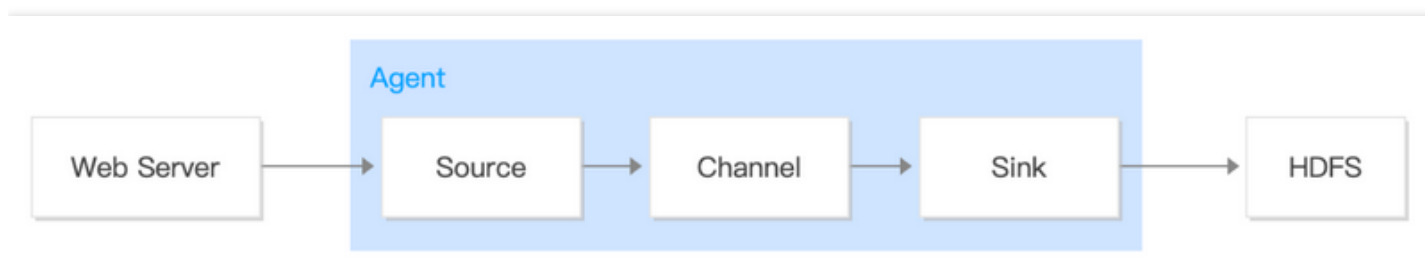 Agent
Web Server
Source
Channel
Sink
HDFS